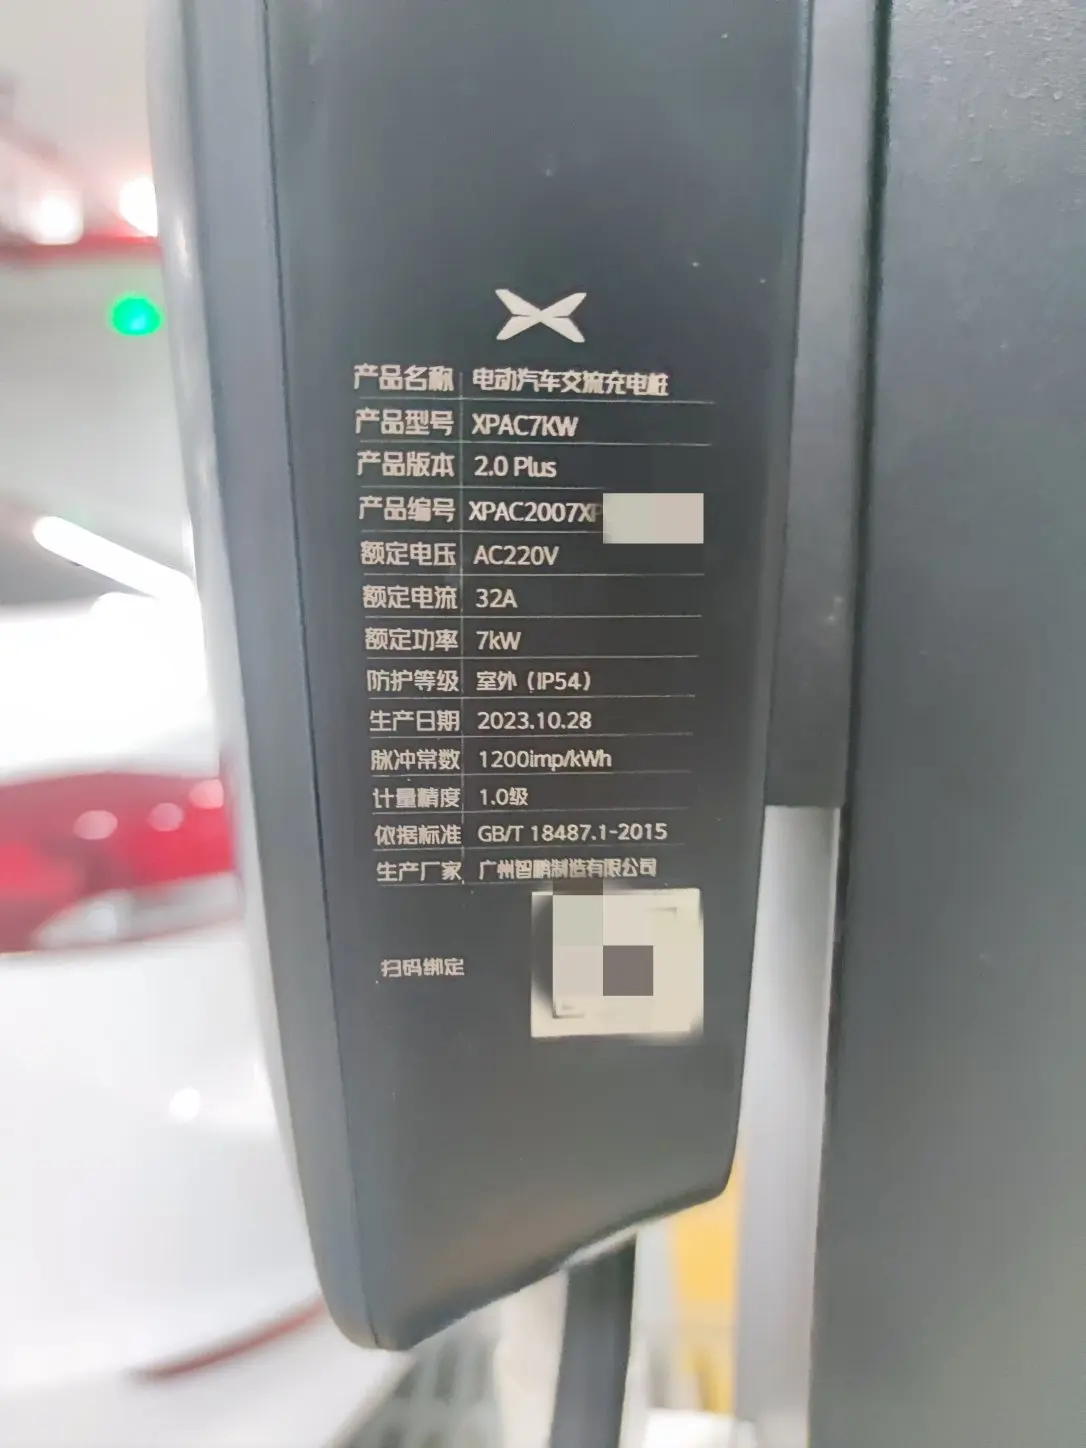 产品名称 电动汽车交流充电桩
产品型号 XPAC7KW
产品版本 2.0 Plus
产品编号 XPAC2007XP
额定电压 AC220V
额定电流 32A
额定功率 7kW
防护等级 室外（IP54）
生产日期 2023.10.28
脉冲常数 1200imp/kWh
计量精度 1.0级
依据标准 GB/T 18487.1-2015
生产厂家 广州智鹏制造有限公司
扫码绑定